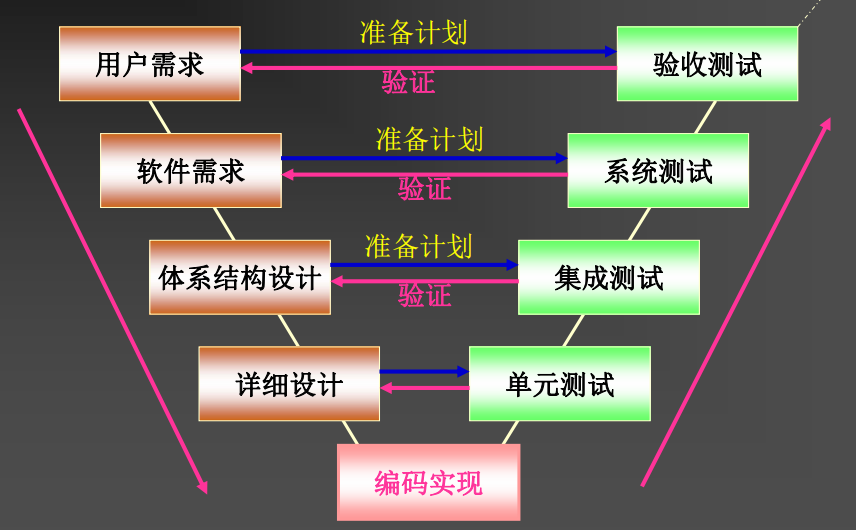 准备计划
用户需求
验收测试
验证
准备计划
软件需求
系统测试
验证
准备计划
体系结构设计
集成测试
验证
详细设计
单元测试
编码实现